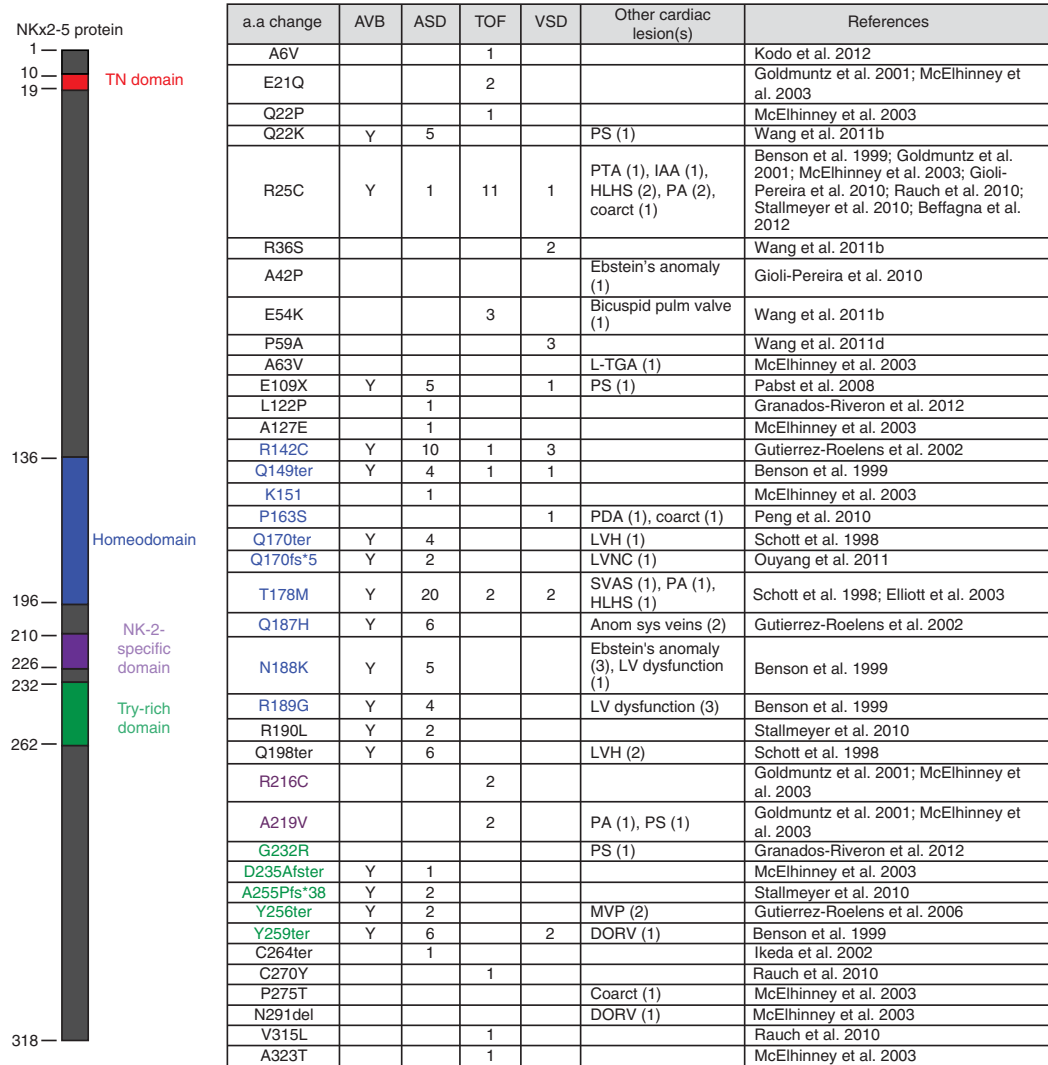 NKx2-5 protein
1
10
19
TN domain
136
Homeodomain
196
210
NK-2-
specific
domain
226
232
Try-rich
domain
262
318
a.a change AVB ASD TOF VSD Other cardiac lesion(s) References
A6V 1 Kodo et al. 2012
E21Q 2 Goldmuntz et al. 2001; McElhinney et
al. 2003
Q22P 1 McElhinney et al. 2003
Q22K Y 5 PS (1) Wang et al. 2011b
R25C Y 1 11 1 PTA (1), IAA (1),
HLHS (2), PA (2),
coarct (1)
Benson et al. 1999; Goldmuntz et al.
2001; McElhinney et al. 2003; Gioli-
Pereira et al. 2010; Rauch et al. 2010;
Stallmeyer et al. 2010; Beffagna et al.
2012
R36S 2 Wang et al. 2011b
A42P Ebstein's anomaly
(1)
Gioli-Pereira et al. 2010
E54K 3 Bicuspid pulm valve
(1)
Wang et al. 2011b
P59A 3 Wang et al. 2011d
A63V L-TGA (1) McElhinney et al. 2003
E109X Y 5 1 PS (1) Pabst et al. 2008
L122P 1 Granados-Riveron et al. 2012
A127E 1 McElhinney et al. 2003
R142C Y 10 1 3 Gutierrez-Roelens et al. 2002
Q149ter Y 4 1 1 Benson et al. 1999
K151 1 McElhinney et al. 2003
P163S 1 PDA (1), coarct (1) Peng et al. 2010
Q170ter Y 4 LVH (1) Schott et al. 1998
Q170fs*5 Y 2 LVNC (1) Ouyang et al. 2011
T178M Y 20 2 2 SVAS (1), PA (1),
HLHS (1)
Schott et al. 1998; Elliott et al. 2003
Q187H Y 6 Anom sys veins (2) Gutierrez-Roelens et al. 2002
N188K Y 5 Ebstein's anomaly
(3), LV dysfunction
(1)
Benson et al. 1999
R189G Y 4 LV dysfunction (3) Benson et al. 1999
R190L Y 2 Stallmeyer et al. 2010
Q198ter Y 6 LVH (2) Schott et al. 1998
R216C 2 Goldmuntz et al. 2001; McElhinney et
al. 2003
A219V 2 PA (1), PS (1) Goldmuntz et al. 2001; McElhinney et
al. 2003
G232R PS (1) Granados-Riveron et al. 2012
D235Afster Y 1 McElhinney et al. 2003
A255Pfs*38 Y 2 Stallmeyer et al. 2010
Y256ter Y 2 MVP (2) Gutierrez-Roelens et al. 2006
Y259ter Y 6 2 DORV (1) Benson et al. 1999
C264ter 1 Ikeda et al. 2002
C270Y 1 Rauch et al. 2010
P275T Coarct (1) McElhinney et al. 2003
N291del DORV (1) McElhinney et al. 2003
V315L 1 Rauch et al. 2010
A323T 1 McElhinney et al. 2003